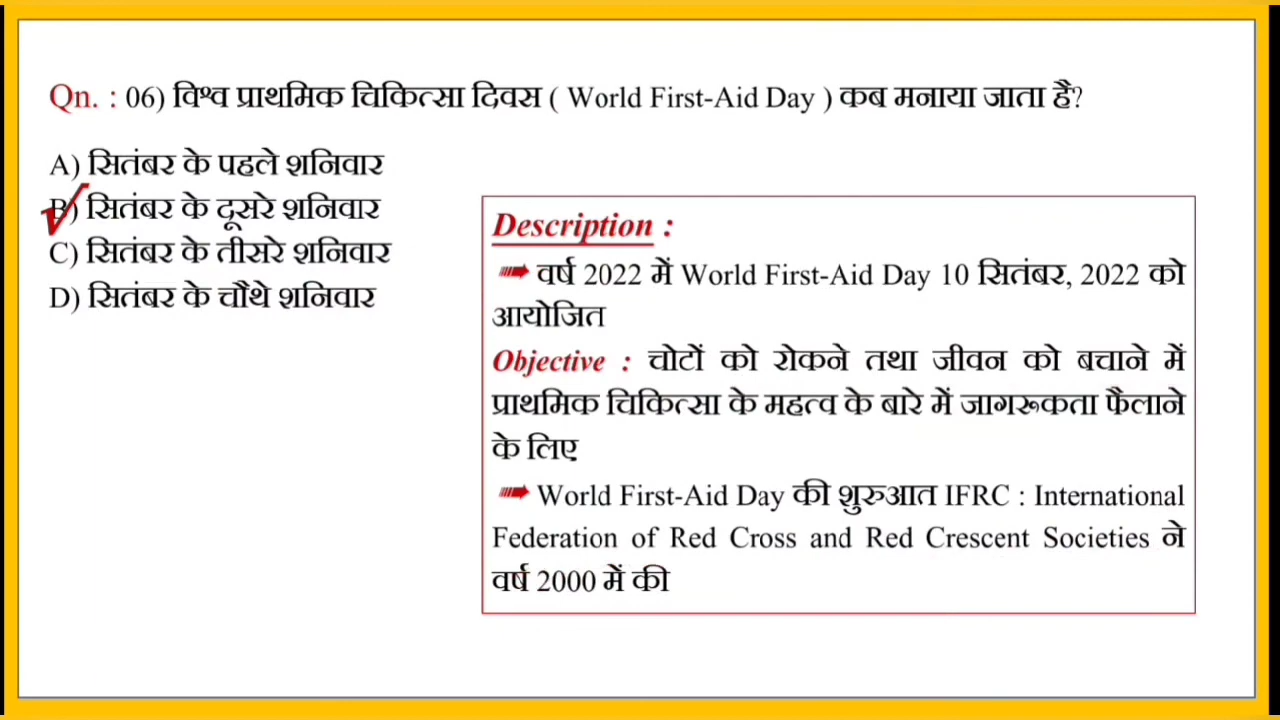 Qn. : 06) विश्व प्राथमिक चिकित्सा दिवस ( World First-Aid Day ) कब मनाया जाता है?
A) सितंबर के पहले शनिवार
B) सितंबर के दूसरे शनिवार
C) सितंबर के तीसरे शनिवार
D) सितंबर के चौथे शनिवार
Description :
➠ वर्ष 2022 में World First-Aid Day 10 सितंबर, 2022 को
आयोजित
Objective : चोटों को रोकने तथा जीवन को बचाने में
प्राथमिक चिकित्सा के महत्व के बारे में जागरूकता फैलाने
के लिए
➠ World First-Aid Day की शुरुआत IFRC : International
Federation of Red Cross and Red Crescent Societies ने
वर्ष 2000 में की